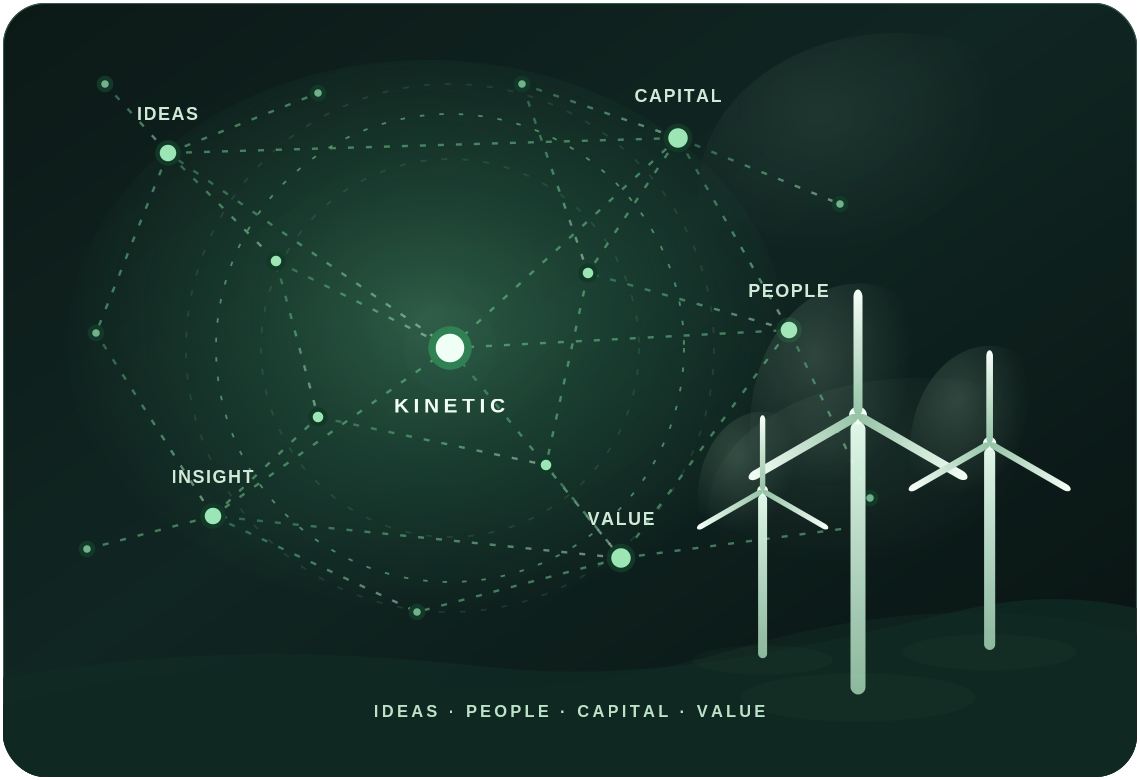 IDEAS
CAPITAL
PEOPLE
KINETIC
INSIGHT
VALUE
IDEAS · PEOPLE · CAPITAL · VALUE